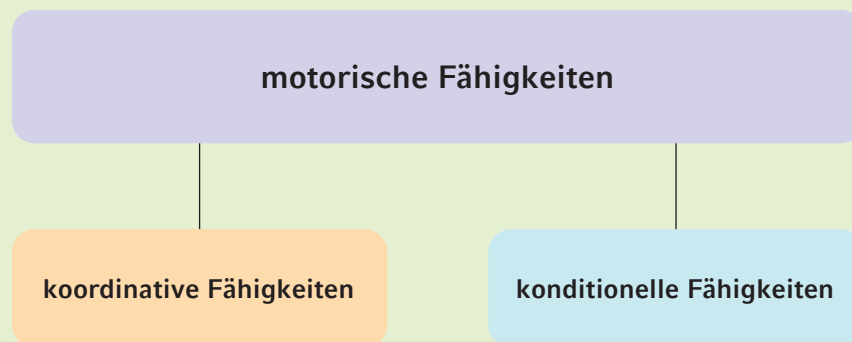 motorische Fähigkeiten
koordinative Fähigkeiten
konditionelle Fähigkeiten